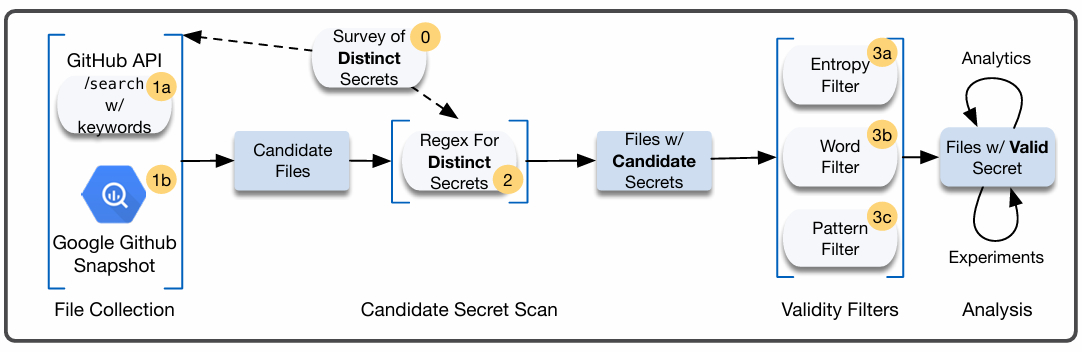 GitHub API
/search
w/
keywords
1a
1b
Google Github
Snapshot
File Collection
Survey of
Distinct
Secrets
0
Candidate
Files
Regex For
Distinct
Secrets
2
Files w/
Candidate
Secrets
Candidate Secret Scan
Entropy
Filter
3a
Word
Filter
3b
Pattern
Filter
3c
Validity Filters
Analytics
Files w/ Valid
Secret
Experiments
Analysis